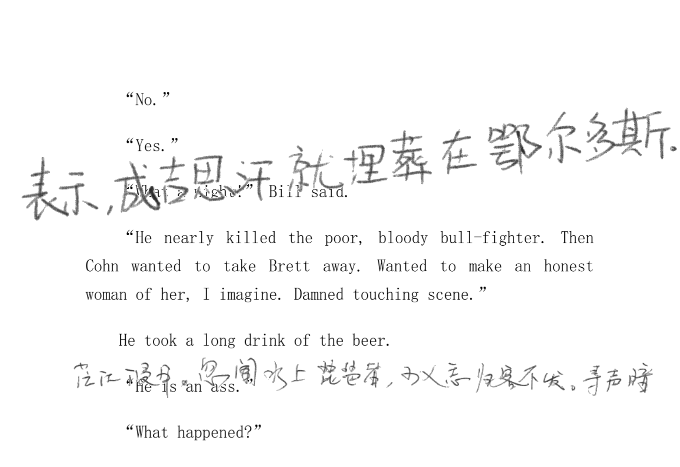 “No.”
“Yes.”
表示,成吉思汗就埋葬在鄂尔多斯.
“What a night!” Bill said.
“He nearly killed the poor, bloody bull-fighter. Then
Cohn wanted to take Brett away. Wanted to make an honest
woman of her, I imagine. Damned touching scene.”
He took a long drink of the beer.
茫江浸月。忽闻水上琵琶声,忘归客不发。寻声暗
“He is an ass.”
“What happened?”